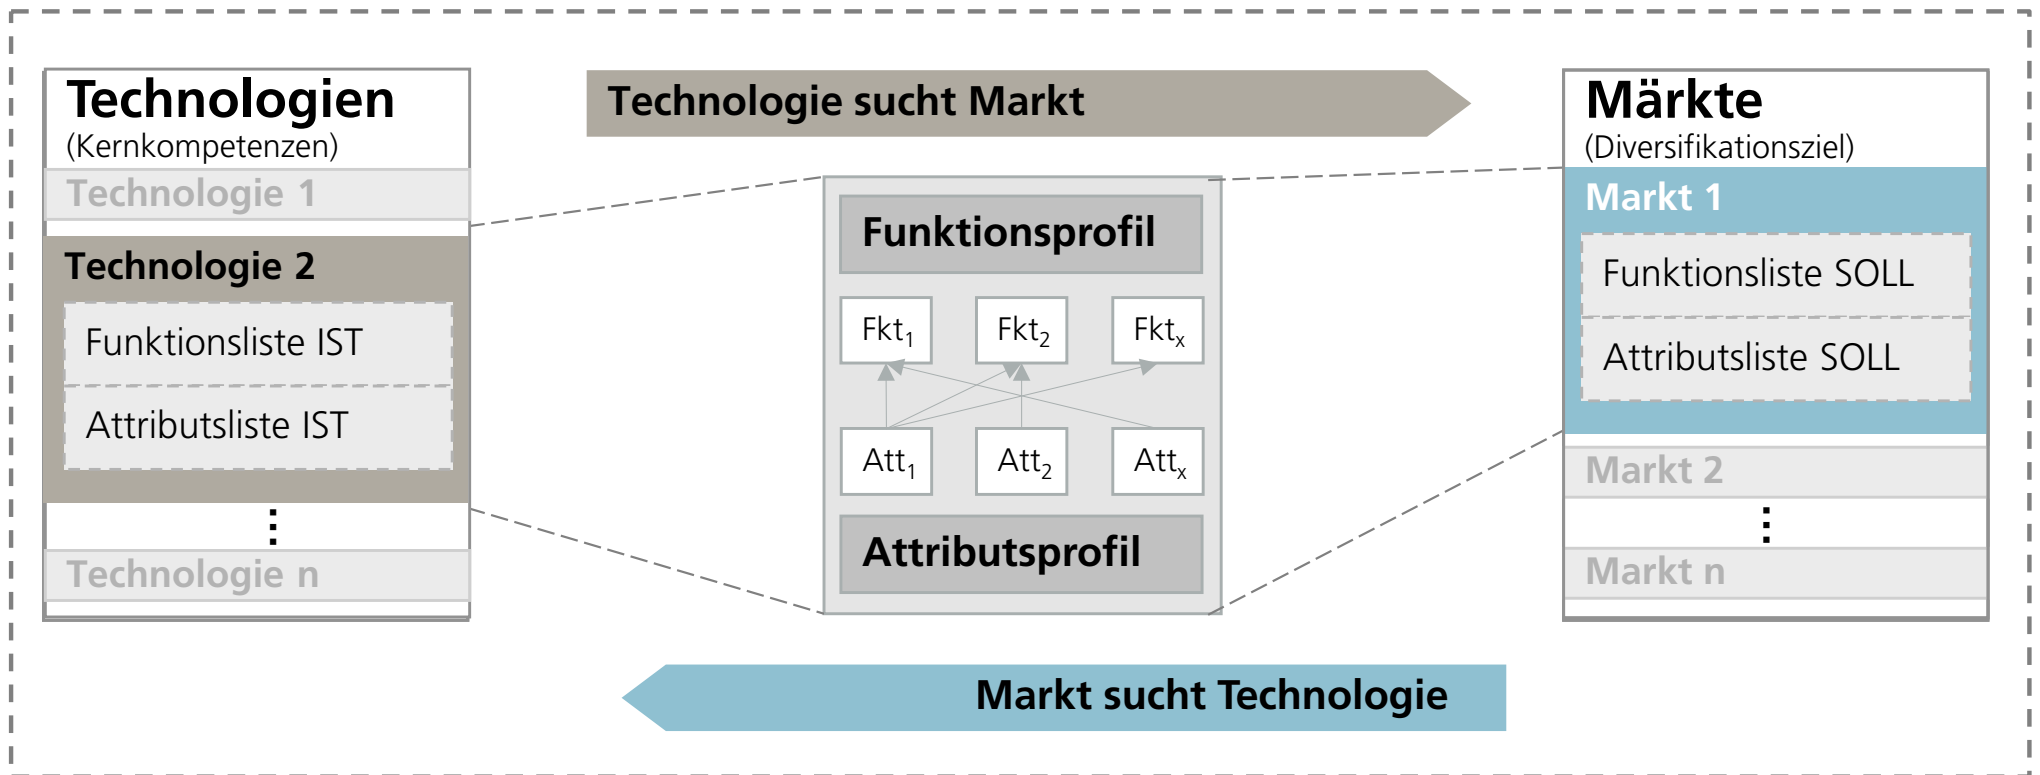 Technologien
(Kernkompetenzen)
Technologie 1
Technologie 2
Funktionsliste IST
Attributsliste IST
⋮
Technologie n
Technologie sucht Markt
Funktionsprofil
Fkt₁ Fkt₂ Fktₓ
Att₁ Att₂ Attₓ
Attributsprofil
Markt sucht Technologie
Märkte
(Diversifikationsziel)
Markt 1
Funktionsliste SOLL
Attributsliste SOLL
Markt 2
⋮
Markt n